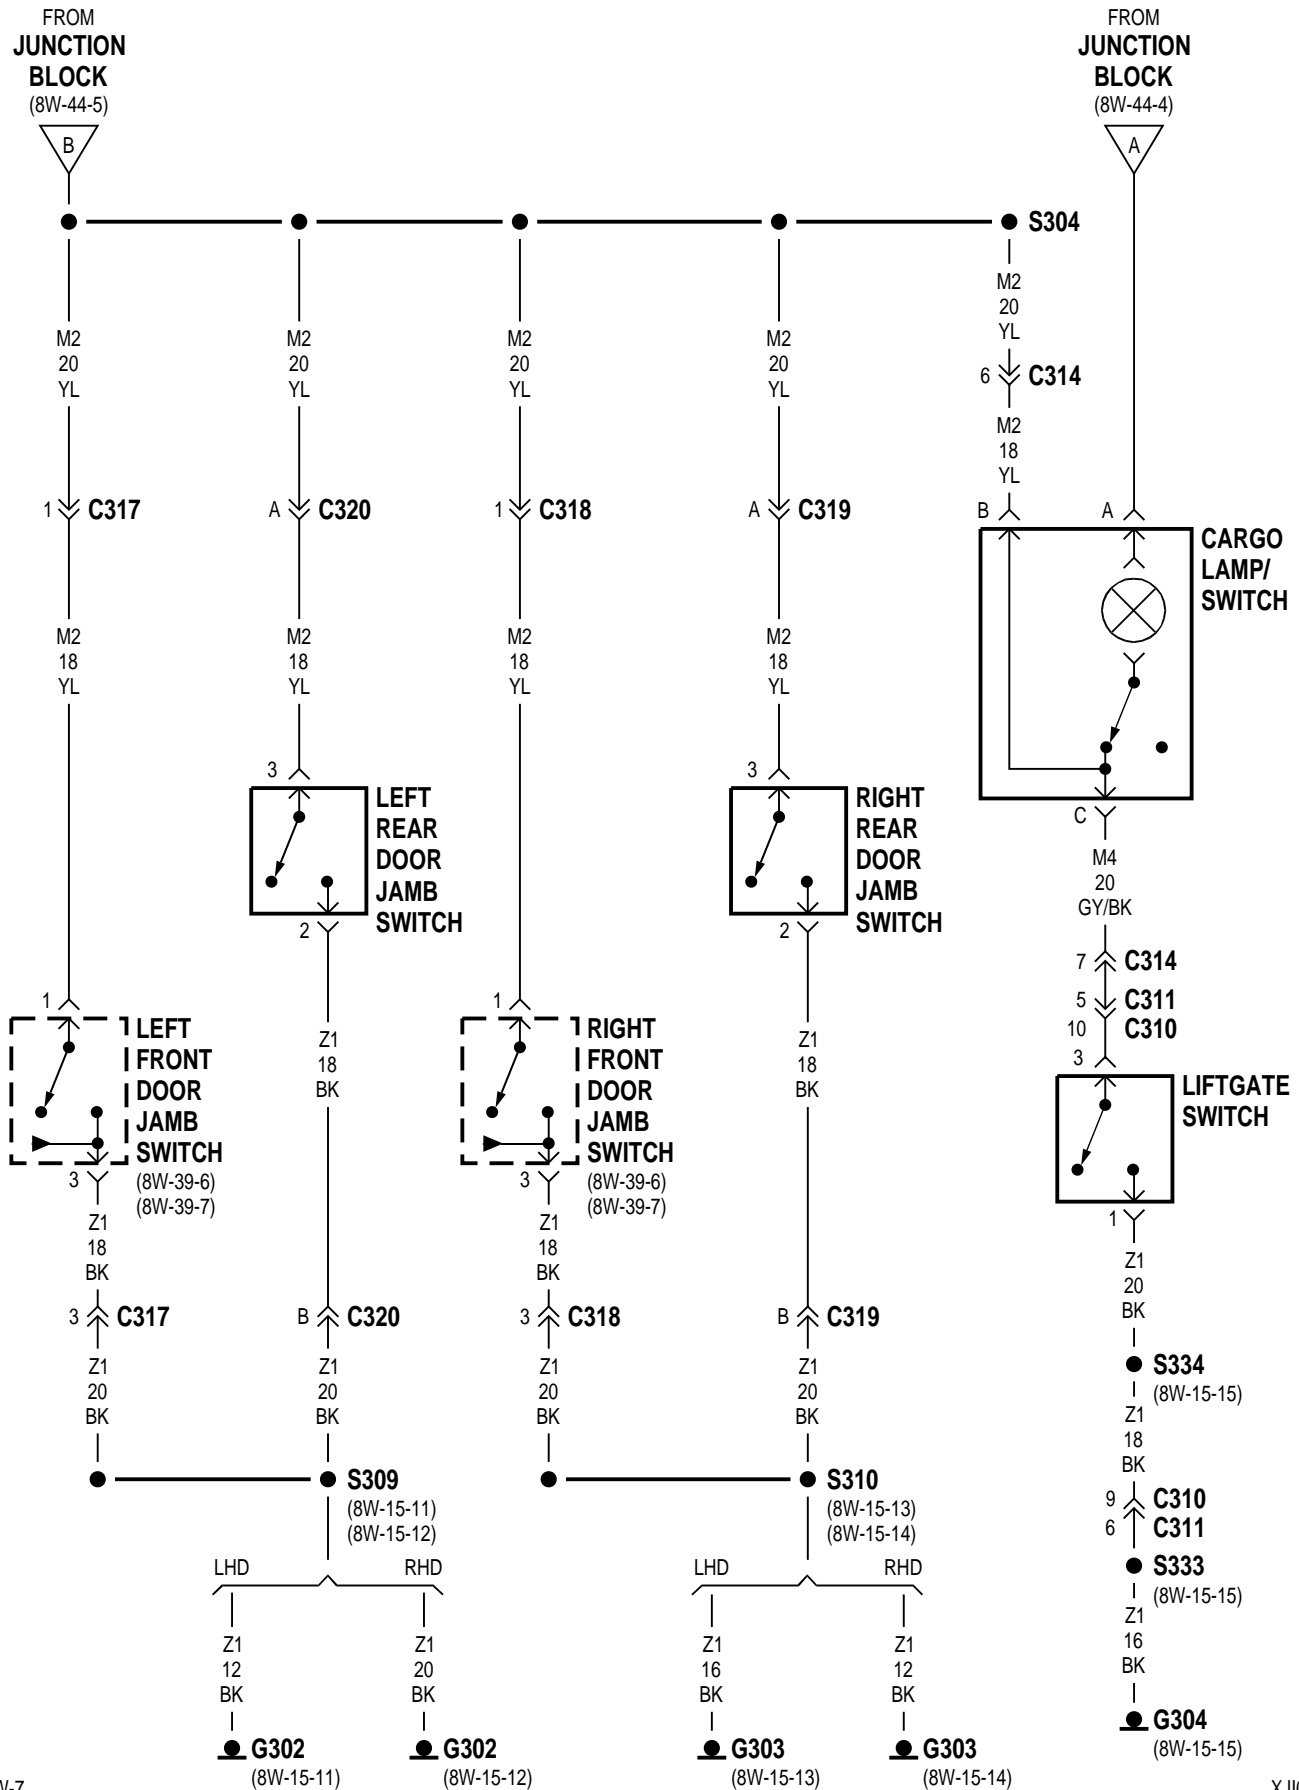 FROM
JUNCTION
BLOCK
(8W-44-5)
B
FROM
JUNCTION
BLOCK
(8W-44-4)
A
S304
M2
20
YL
6 C314
M2
18
YL
M2
20
YL
M2
20
YL
M2
20
YL
M2
20
YL
1 C317
A C320
1 C318
A C319
B
A
CARGO
LAMP/
SWITCH
M2
18
YL
M2
18
YL
M2
18
YL
M2
18
YL
3
LEFT
REAR
DOOR
JAMB
SWITCH
2
3
RIGHT
REAR
DOOR
JAMB
SWITCH
2
C
M4
20
GY/BK
7 C314
5 C311
10 C310
3
LIFTGATE
SWITCH
1
1
LEFT
FRONT
DOOR
JAMB
SWITCH
(8W-39-6)
(8W-39-7)
3
Z1
18
BK
Z1
18
BK
1
RIGHT
FRONT
DOOR
JAMB
SWITCH
(8W-39-6)
(8W-39-7)
3
Z1
18
BK
Z1
18
BK
3 C317
B C320
3 C318
B C319
Z1
20
BK
Z1
20
BK
Z1
20
BK
Z1
20
BK
Z1
20
BK
S334
(8W-15-15)
Z1
18
BK
9 C310
6 C311
S333
(8W-15-15)
Z1
16
BK
G304
(8W-15-15)
S309
(8W-15-11)
(8W-15-12)
S310
(8W-15-13)
(8W-15-14)
LHD
RHD
LHD
RHD
Z1
12
BK
Z1
20
BK
Z1
16
BK
Z1
12
BK
G302
(8W-15-11)
G302
(8W-15-12)
G303
(8W-15-13)
G303
(8W-15-14)